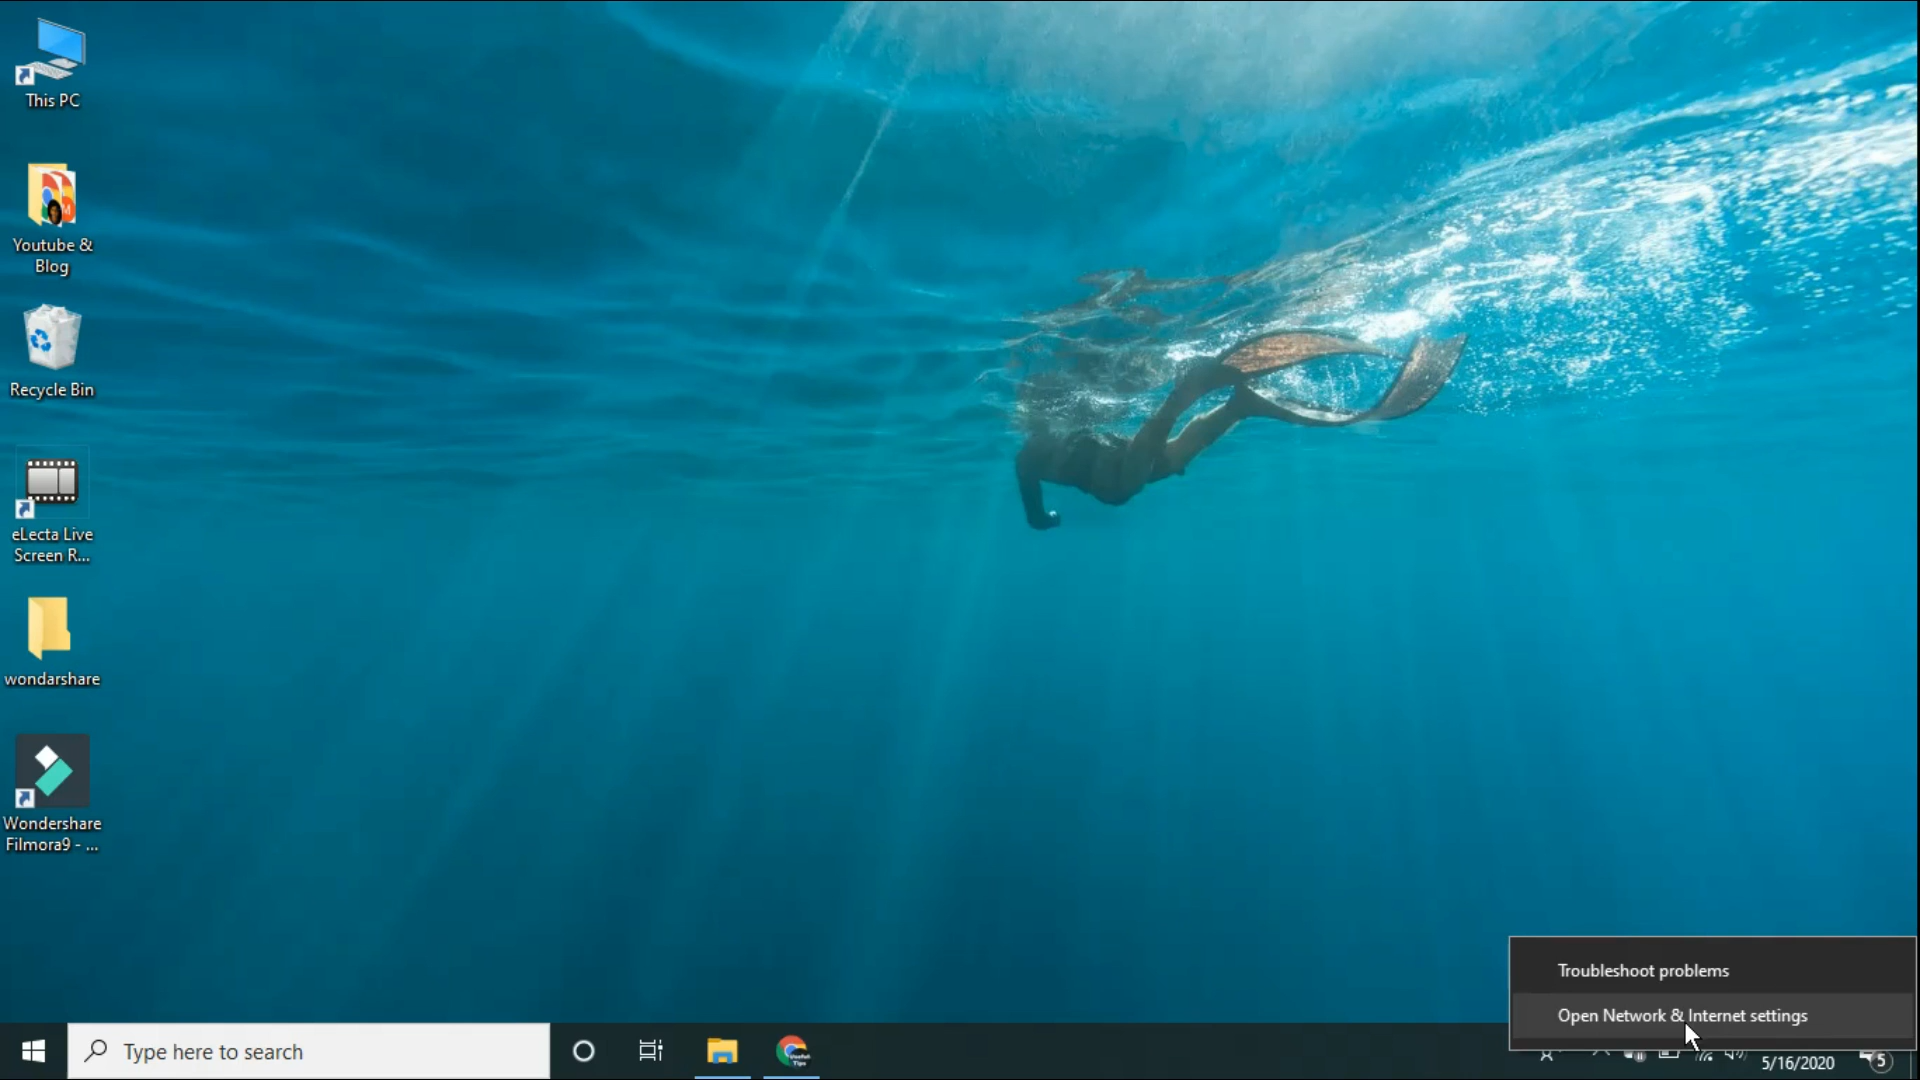 This PC
Youtube &
Blog
Recycle Bin
eLecta Live
Screen R...
wondarshare
Wondershare
Filmora9 - ...
Troubleshoot problems
Open Network & Internet settings
Type here to search
5/16/2020
5